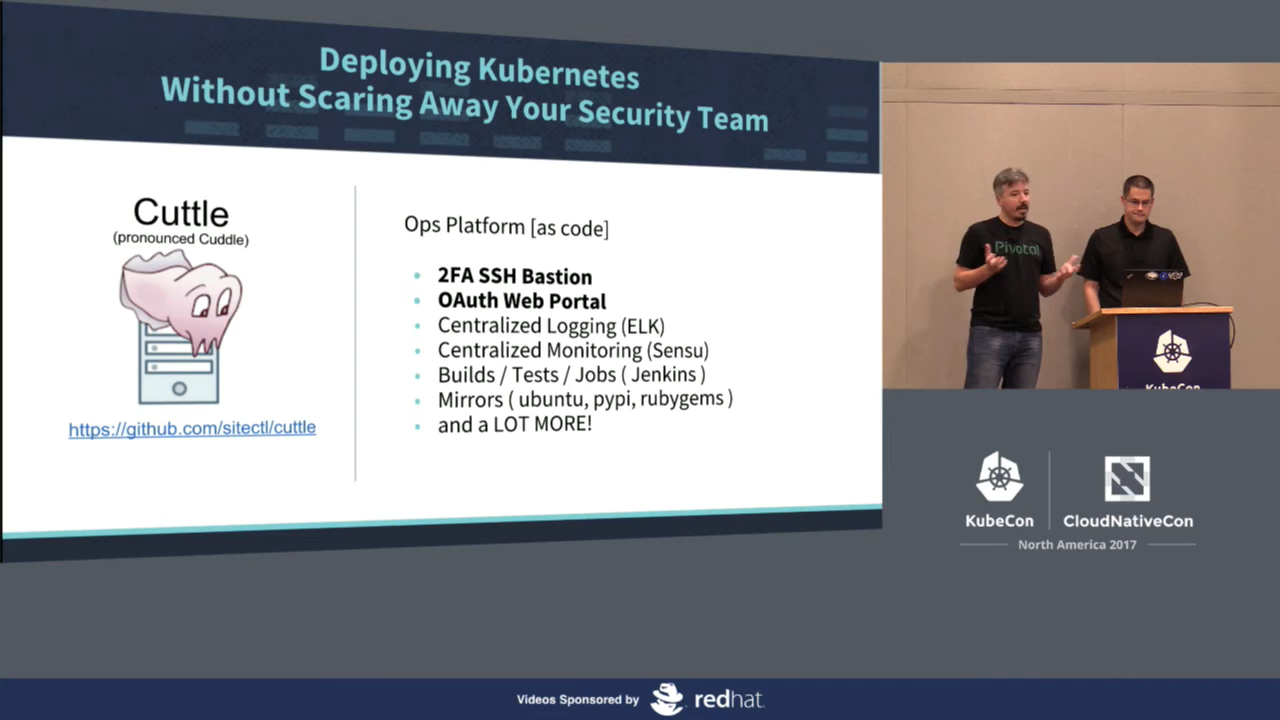 Deploying Kubernetes
Without Scaring Away Your Security Team
Cuttle
(pronounced Cuddle)
https://github.com/sitectl/cuttle
Ops Platform [as code]
2FA SSH Bastion
OAuth Web Portal
Centralized Logging (ELK)
Centralized Monitoring (Sensu)
Builds / Tests / Jobs ( Jenkins )
Mirrors ( ubuntu, pypi, rubygems )
and a LOT MORE!
Pivotal
KubeCon
KubeCon
CloudNativeCon
North America 2017
Videos Sponsored by
redhat